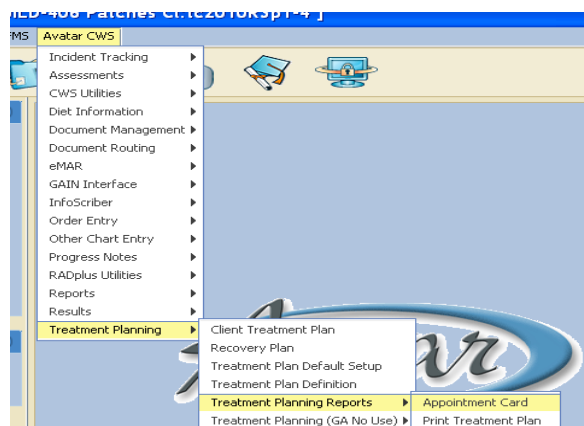 Avatar CWS
Incident Tracking
Assessments
CWS Utilities
Diet Information
Document Management
Document Routing
eMAR
GAIN Interface
InfoScriber
Order Entry
Other Chart Entry
Progress Notes
RADplus Utilities
Reports
Results
Treatment Planning
Client Treatment Plan
Recovery Plan
Treatment Plan Default Setup
Treatment Plan Definition
Treatment Planning Reports
Appointment Card
Treatment Planning (GA No Use)
Print Treatment Plan